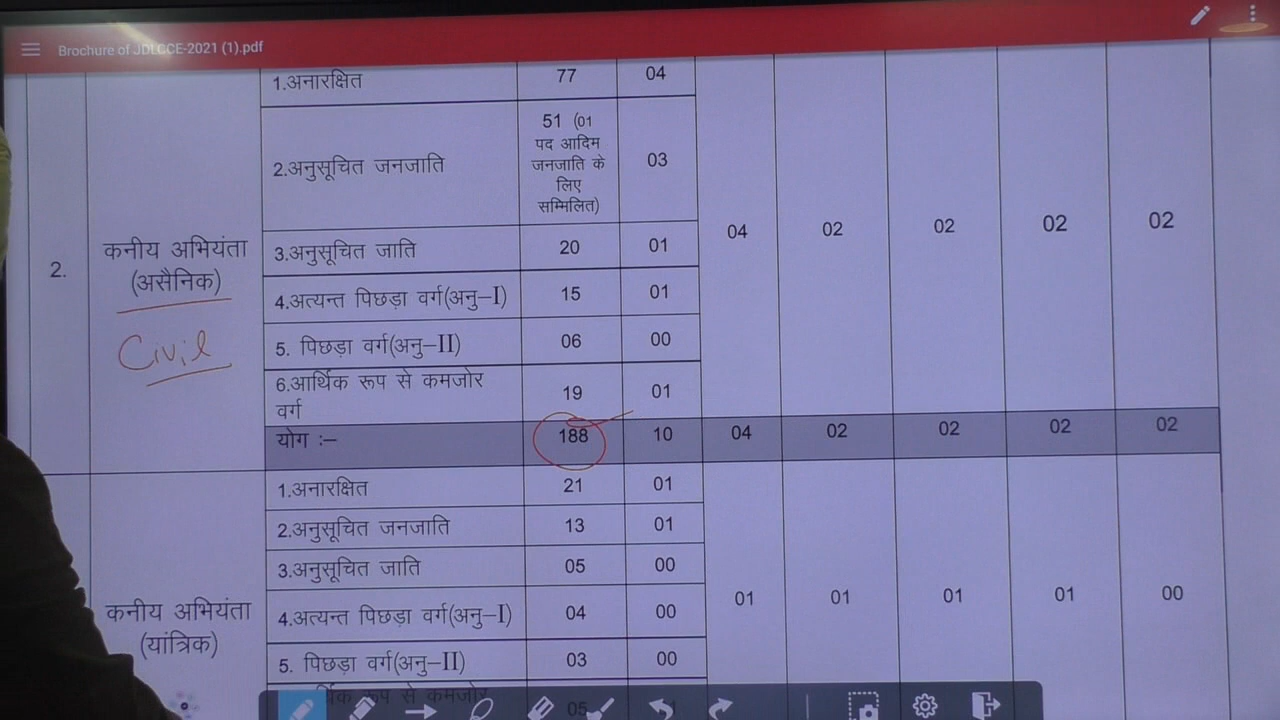 Brochure of JDLCCE-2021 (1).pdf
1.अनारक्षित 77 04
2.अनुसूचित जनजाति 51 (01 पद आदिम जनजाति के लिए सम्मिलित) 03
2. कनीय अभियंता (असैनिक)
Civil
04 02 02 02 02
3.अनुसूचित जाति 20 01
4.अत्यन्त पिछड़ा वर्ग(अनु–I) 15 01
5. पिछड़ा वर्ग(अनु–II) 06 00
6.आर्थिक रूप से कमजोर वर्ग 19 01
योग :– 188 10 04 02 02 02 02
1.अनारक्षित 21 01
2.अनुसूचित जनजाति 13 01
3.अनुसूचित जाति 05 00
कनीय अभियंता (यांत्रिक)
01 01 01 01 00
4.अत्यन्त पिछड़ा वर्ग(अनु–I) 04 00
5. पिछड़ा वर्ग(अनु–II) 03 00
रूप से कमजोर 05